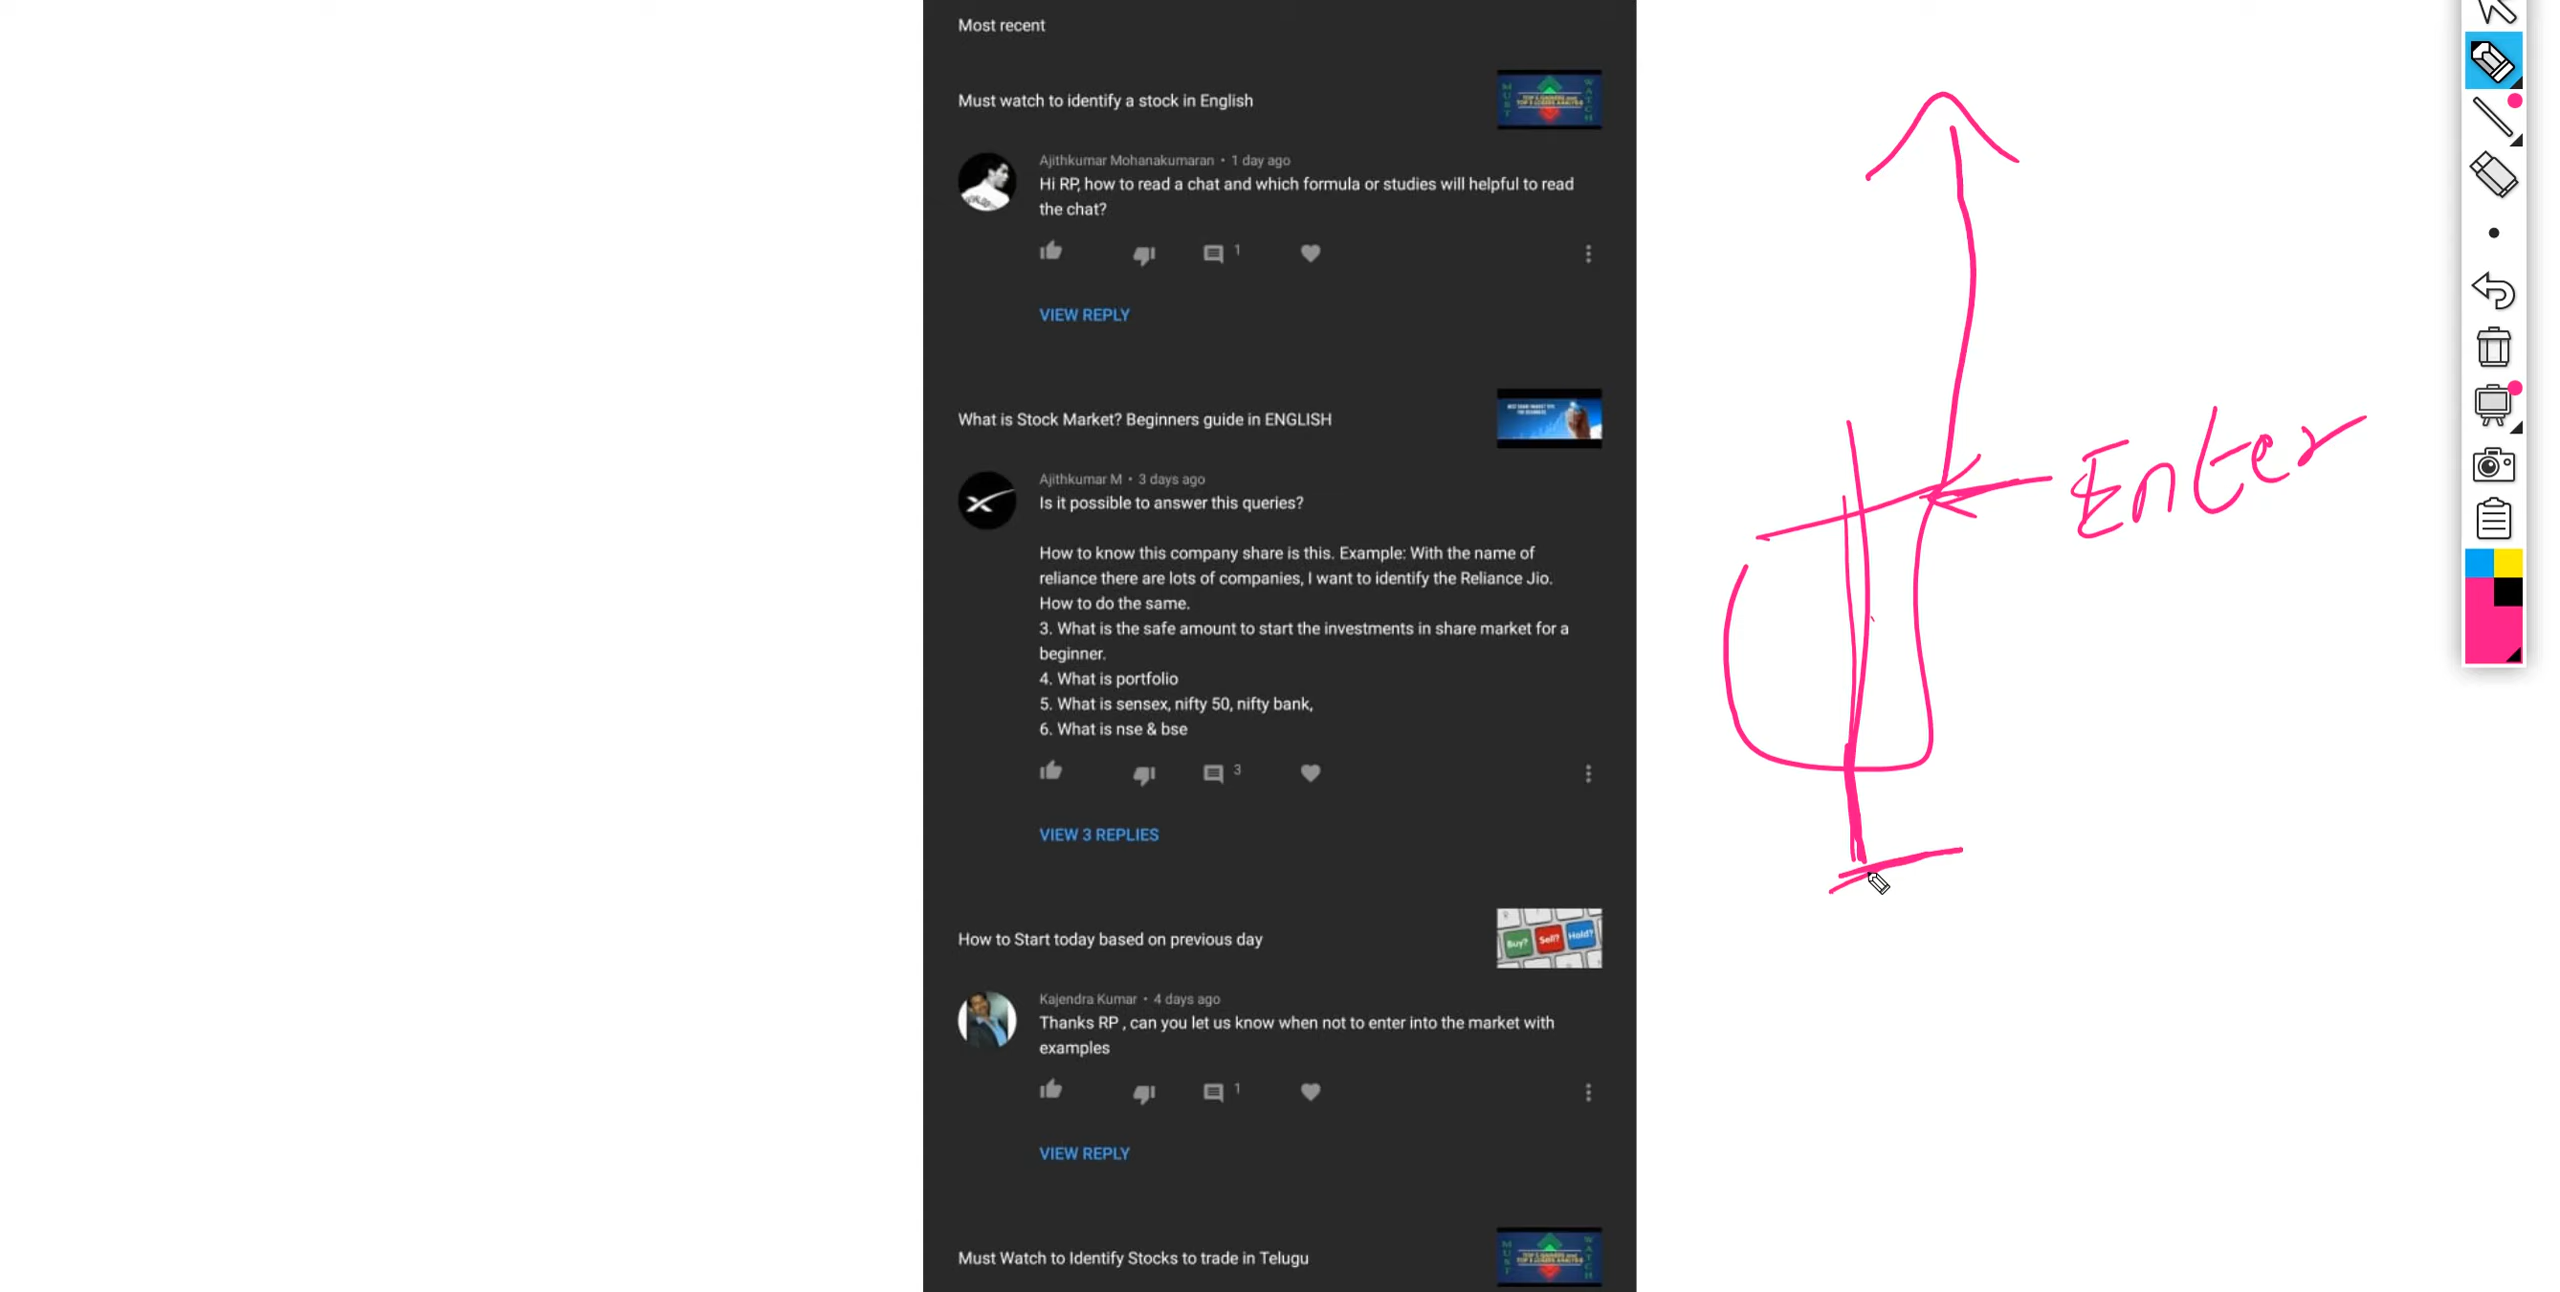 Most recent
Must watch to identify a stock in English
Ajithkumar Mohanakumaran • 1 day ago
Hi RP, how to read a chat and which formula or studies will helpful to read
the chat?
1
VIEW REPLY
What is Stock Market? Beginners guide in ENGLISH
Ajithkumar M • 3 days ago
Is it possible to answer this queries?
How to know this company share is this. Example: With the name of
reliance there are lots of companies, I want to identify the Reliance Jio.
How to do the same.
3. What is the safe amount to start the investments in share market for a
beginner.
4. What is portfolio
5. What is sensex, nifty 50, nifty bank,
6. What is nse & bse
3
VIEW 3 REPLIES
How to Start today based on previous day
Buy? Sell? Hold?
Kajendra Kumar • 4 days ago
Thanks RP , can you let us know when not to enter into the market with
examples
1
VIEW REPLY
Must Watch to Identify Stocks to trade in Telugu
MUST
WATCH
Enter